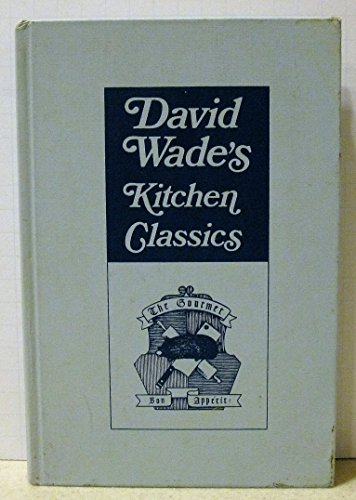 David
Wade's
Kitchen
Classics
The Gourmet
Bon Appetit